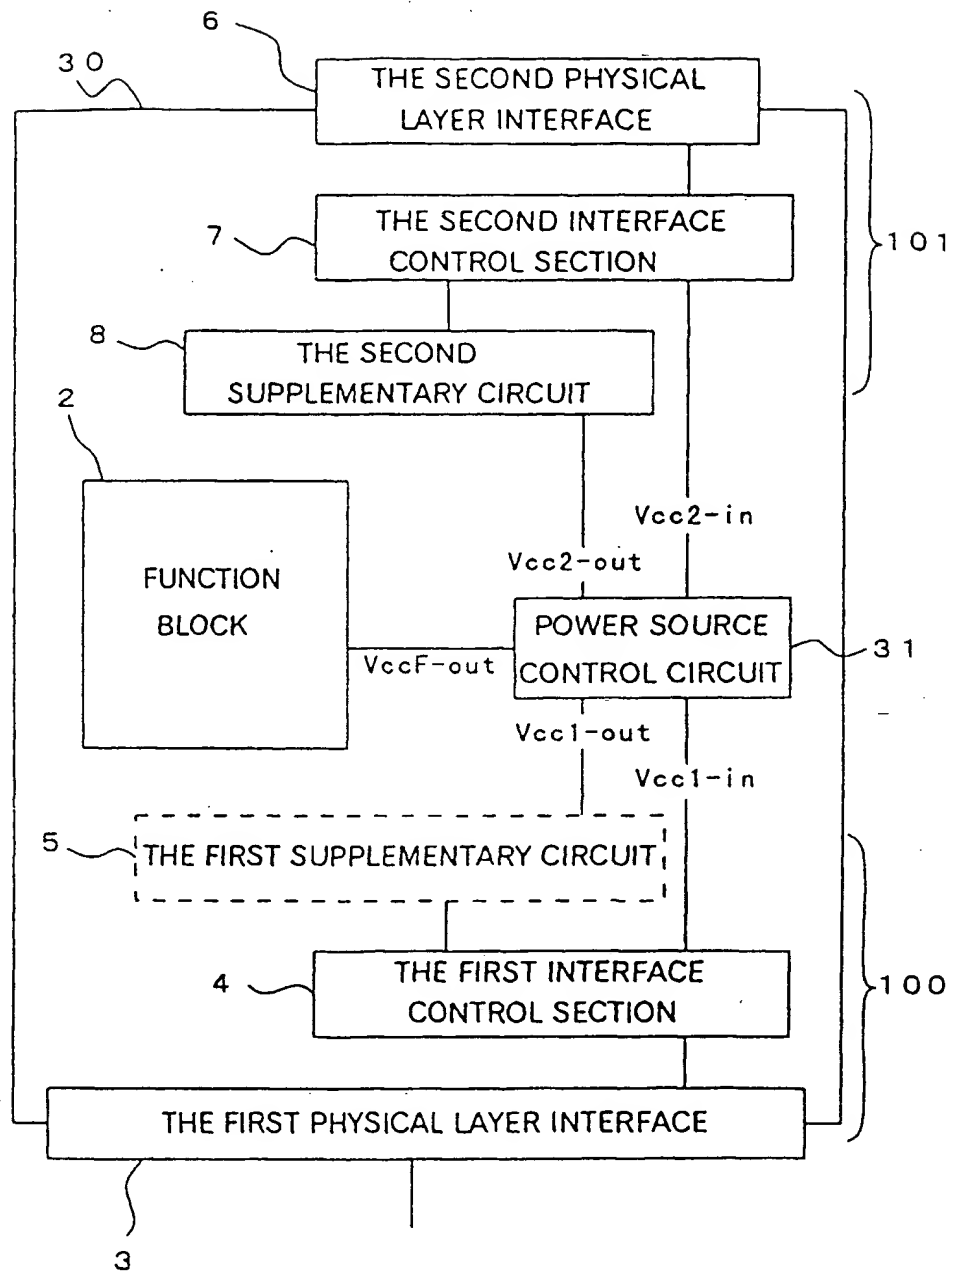 6
30
THE SECOND PHYSICAL
LAYER INTERFACE
7
THE SECOND INTERFACE
CONTROL SECTION
101
8
THE SECOND
SUPPLEMENTARY CIRCUIT
2
Vcc2-in
Vcc2-out
FUNCTION
BLOCK
POWER SOURCE
CONTROL CIRCUIT
31
VccF-out
Vcc1-out
Vcc1-in
5
THE FIRST SUPPLEMENTARY CIRCUIT
4
THE FIRST INTERFACE
CONTROL SECTION
100
THE FIRST PHYSICAL LAYER INTERFACE
3